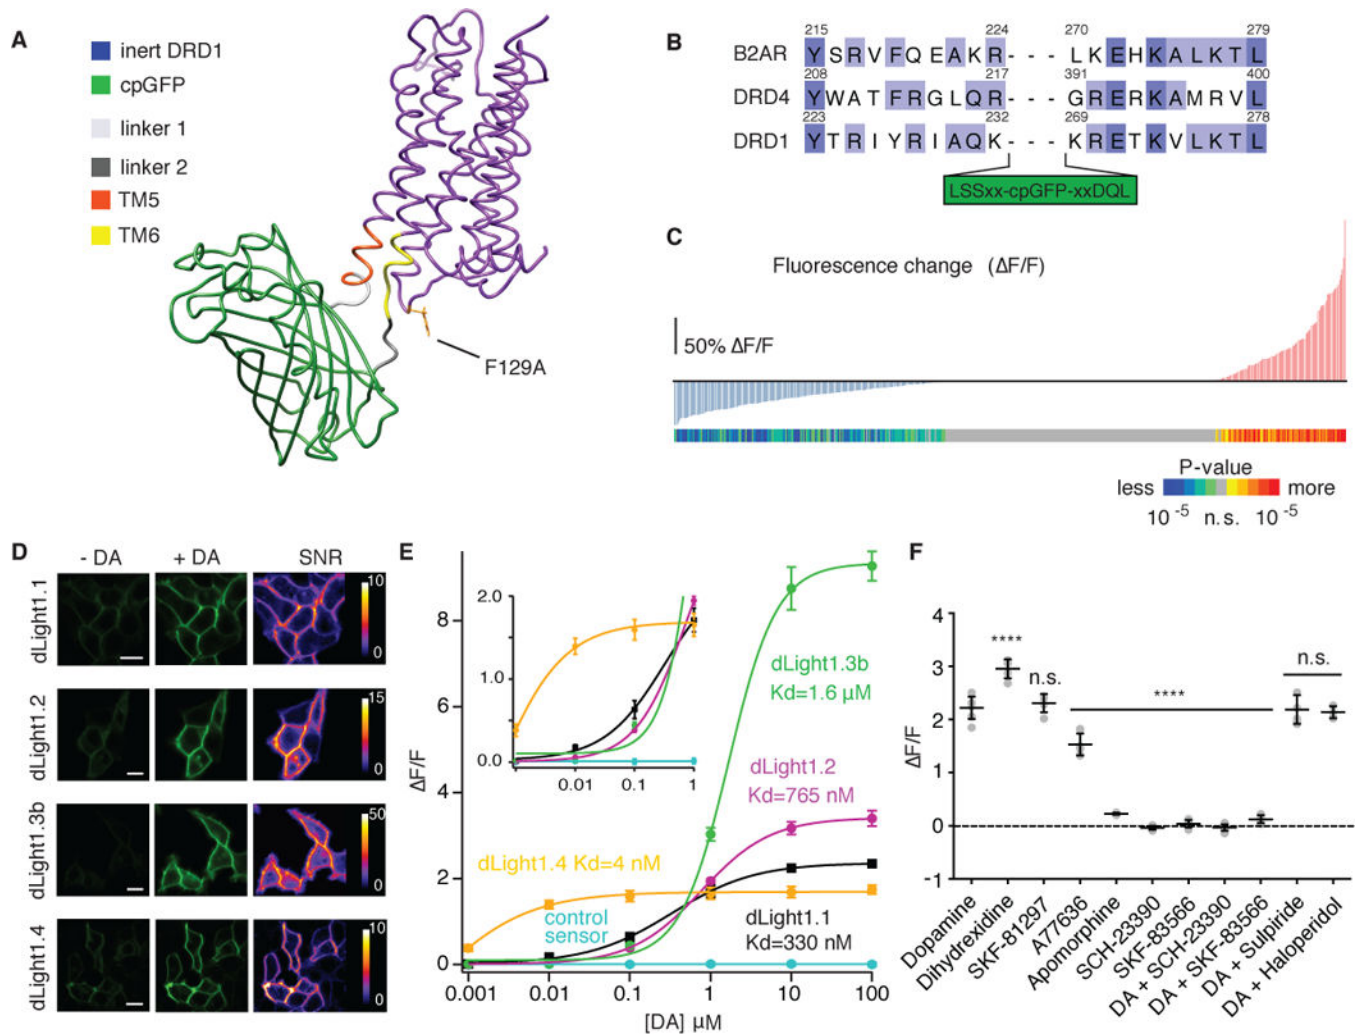 A
inert DRD1
cpGFP
linker 1
linker 2
TM5
TM6
F129A
B
215 224 270 279
B2AR Y S R V F Q E A K R - - - L K E H K A L K T L
208 217 391 400
DRD4 Y W A T F R G L Q R - - - G R E R K A M R V L
223 232 269 278
DRD1 Y T R I Y R I A Q K - - - K R E T K V L K T L
LSSxx-cpGFP-xxDQL
C
Fluorescence change (ΔF/F)
50% ΔF/F
P-value
less more
10-5 n.s. 10-5
D
- DA + DA SNR
dLight1.1
10
0
dLight1.2
15
0
dLight1.3b
50
0
dLight1.4
10
0
E
ΔF/F
8
6
4
2
0
0.001 0.01 0.1 1 10 100
[DA] μM
2.0
1.0
0.0
0.01 0.1 1
dLight1.3b
Kd=1.6 μM
dLight1.2
Kd=765 nM
dLight1.4 Kd=4 nM
control
sensor
dLight1.1
Kd=330 nM
F
ΔF/F
4
3
2
1
0
-1
****
n.s.
****
n.s.
Dopamine
Dihydrexidine
SKF-81297
A77636
Apomorphine
SCH-23390
SKF-83566
DA + SCH-23390
DA + SKF-83566
DA + Sulpiride
DA + Haloperidol